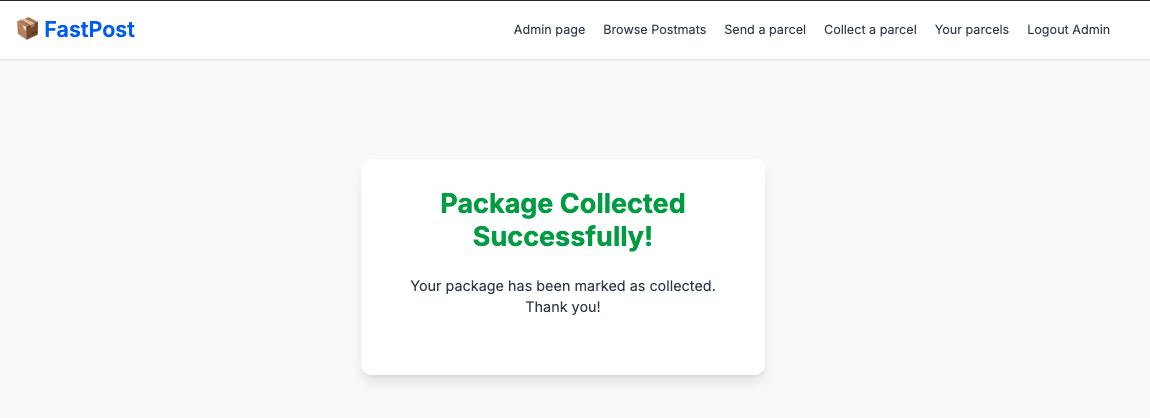 📦 FastPost
Admin page Browse Postmats Send a parcel Collect a parcel Your parcels Logout Admin
Package Collected
Successfully!
Your package has been marked as collected.
Thank you!